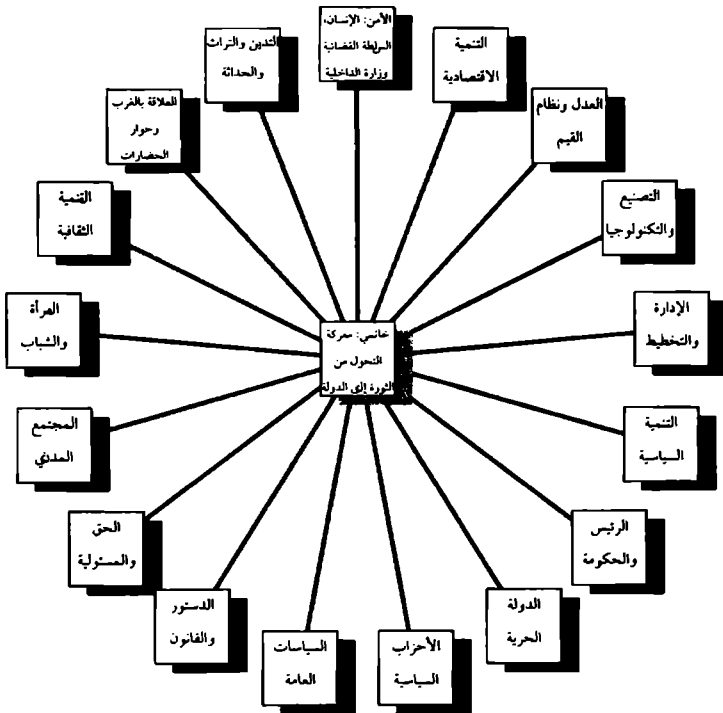 الأمن: الإنسان،
السلطة القضائية
وزارة الداخلية
التنمية
الاقتصادية
العدل ونظام
القيم
التصنيع
والتكنولوجيا
الإدارة
والتخطيط
التنمية
السياسية
الرئيس
والحكومة
الدولة
الحرية
الأحزاب
السياسية
السياسات
العامة
الدستور
والقانون
الحق
والمسئولية
المجتمع
المدني
المرأة
والشباب
التنمية
الثقافية
العلاقة بالغرب
وحوار
الحضارات
التدين والتراث
والحداثة
خاتمي: معركة
التحول من
الثورة إلى الدولة